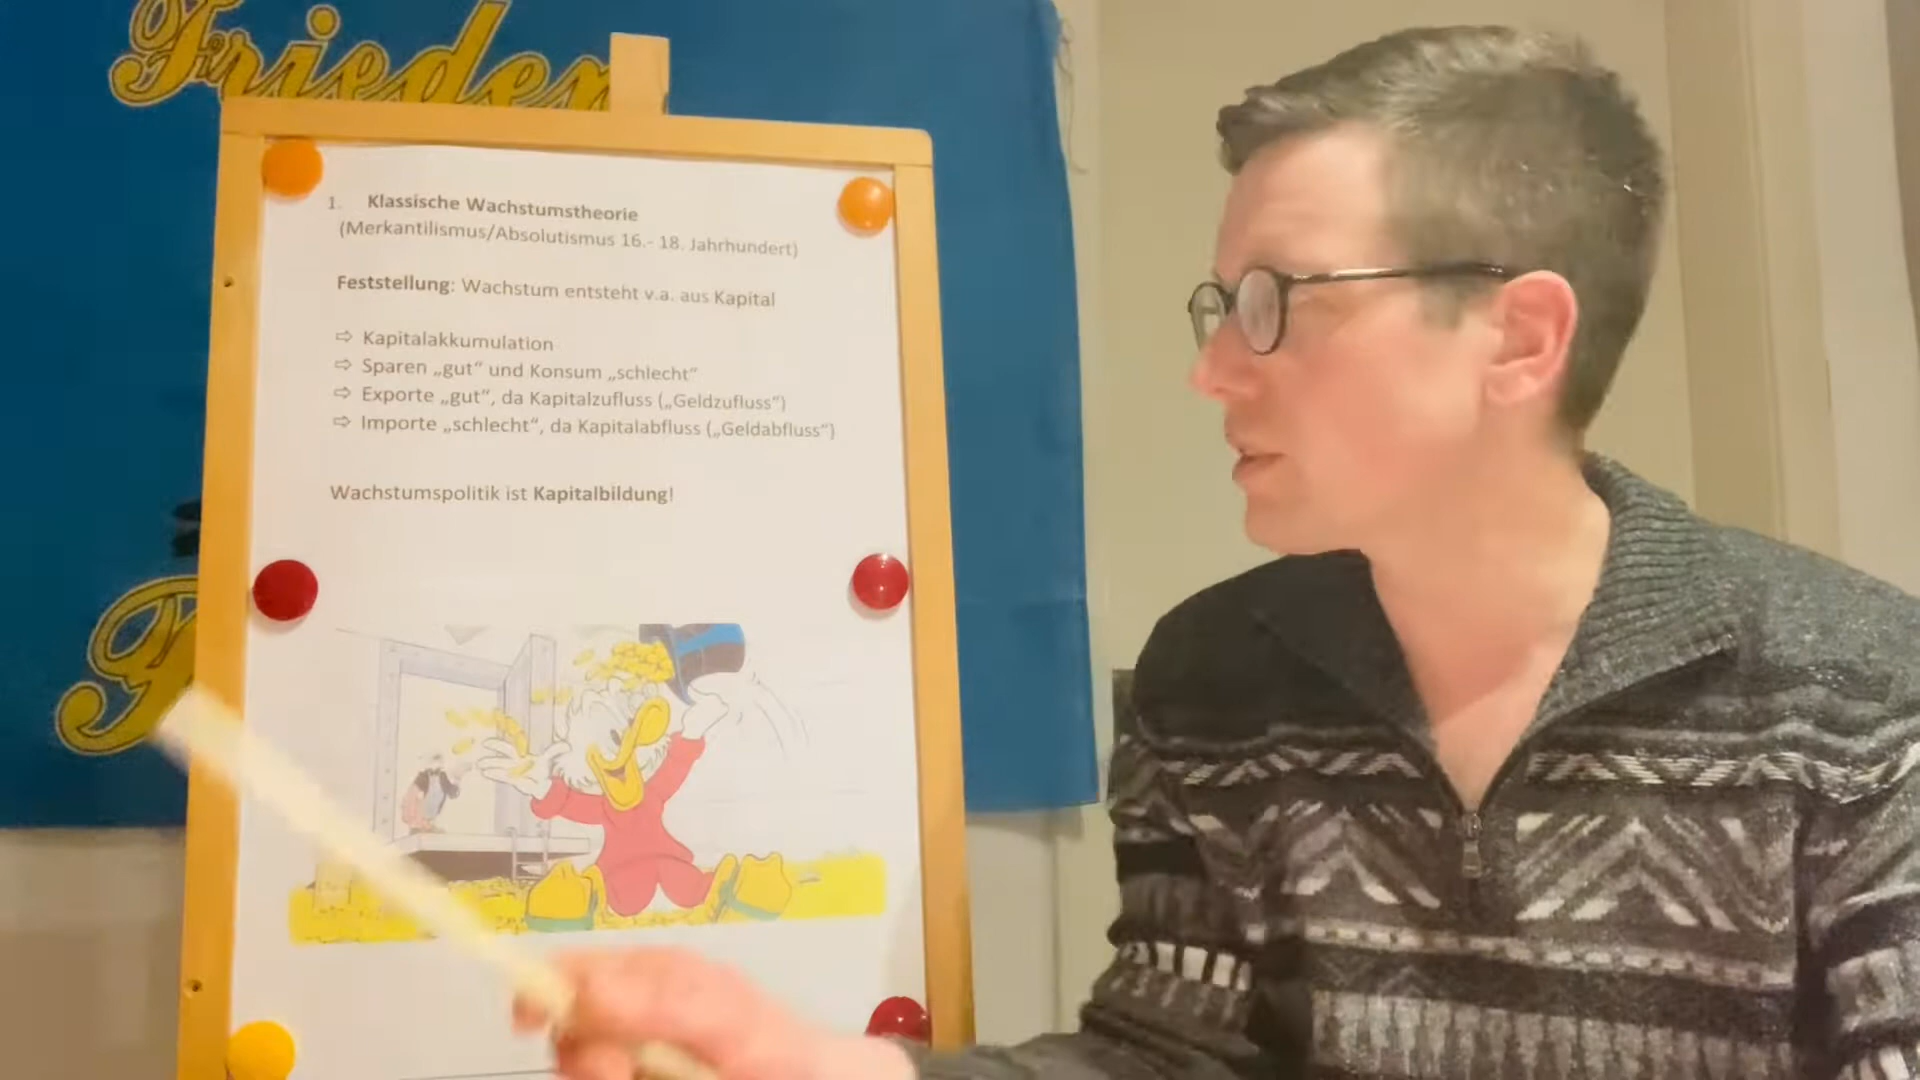 Frieden
1. Klassische Wachstumstheorie
(Merkantilismus/Absolutismus 16.- 18. Jahrhundert)
Feststellung: Wachstum entsteht v.a. aus Kapital
⇨ Kapitalakkumulation
⇨ Sparen „gut“ und Konsum „schlecht“
⇨ Exporte „gut“, da Kapitalzufluss („Geldzufluss“)
⇨ Importe „schlecht“, da Kapitalabfluss („Geldabfluss“)
Wachstumspolitik ist Kapitalbildung!